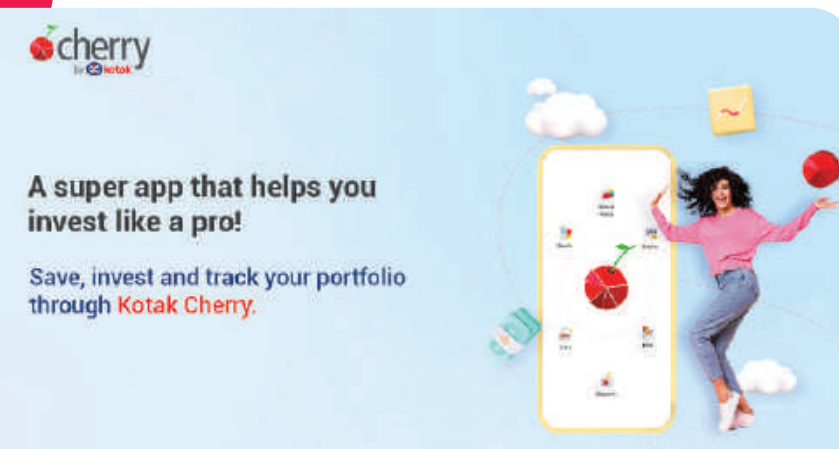 cherry
by kotak
A super app that helps you
invest like a pro!
Save, invest and track your portfolio
through Kotak Cherry.